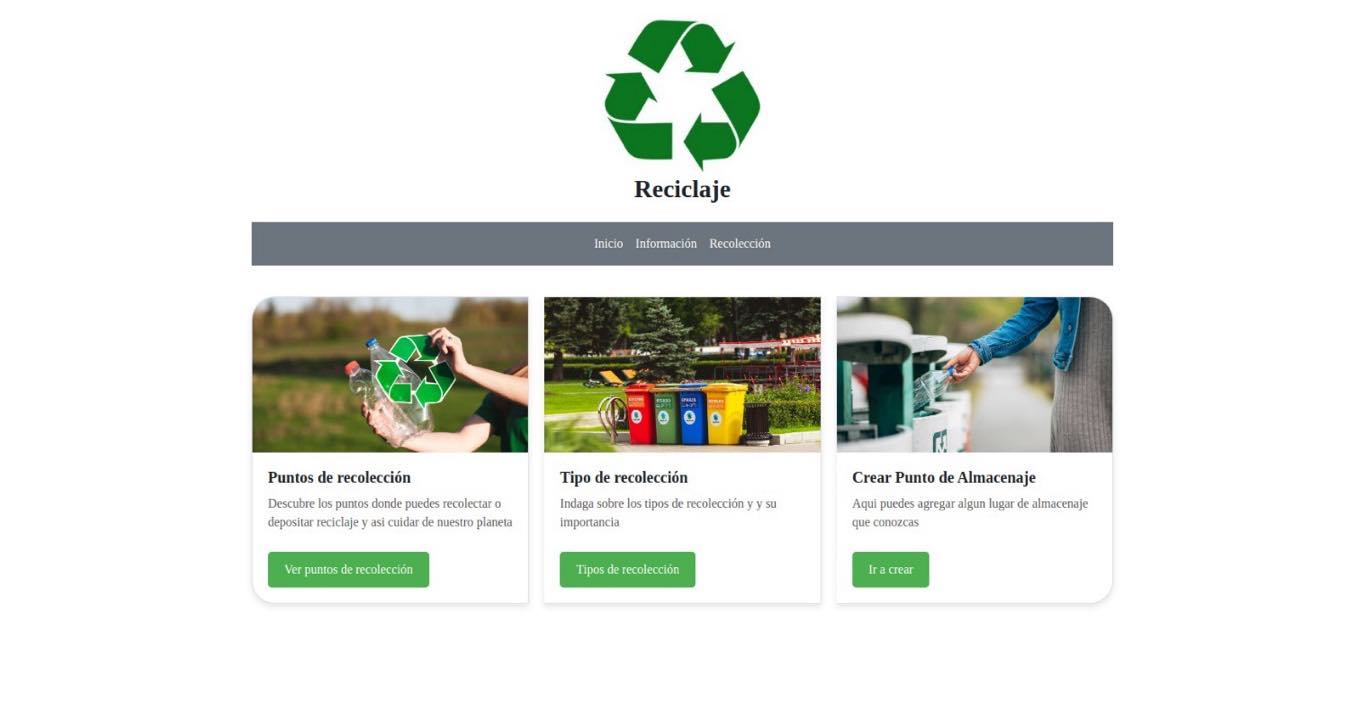 Reciclaje
Inicio Información Recolección
Puntos de recolección
Descubre los puntos donde puedes recolectar o
depositar reciclaje y asi cuidar de nuestro planeta
Ver puntos de recolección
Tipo de recolección
Indaga sobre los tipos de recolección y y su
importancia
Tipos de recolección
Crear Punto de Almacenaje
Aqui puedes agregar algun lugar de almacenaje
que conozcas
Ir a crear